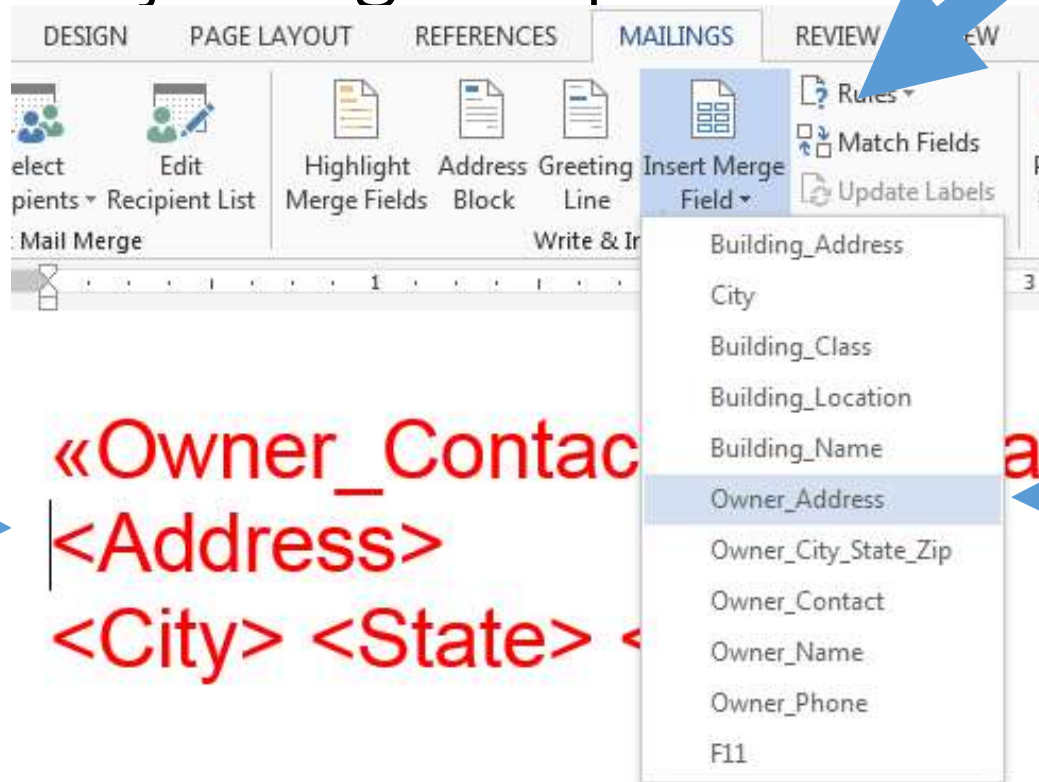 DESIGN PAGE LAYOUT REFERENCES MAILINGS REVIEW
Rules
Match Fields
Update Labels
Edit Highlight Address Greeting Insert Merge
Recipient List Merge Fields Block Line Field
Mail Merge Write &
1 3
Building_Address
City
Building_Class
Building_Location
Building_Name
Owner_Address
Owner_City_State_Zip
Owner_Contact
Owner_Name
Owner_Phone
F11
«Owner_Contac
<Address>
<City> <State> <